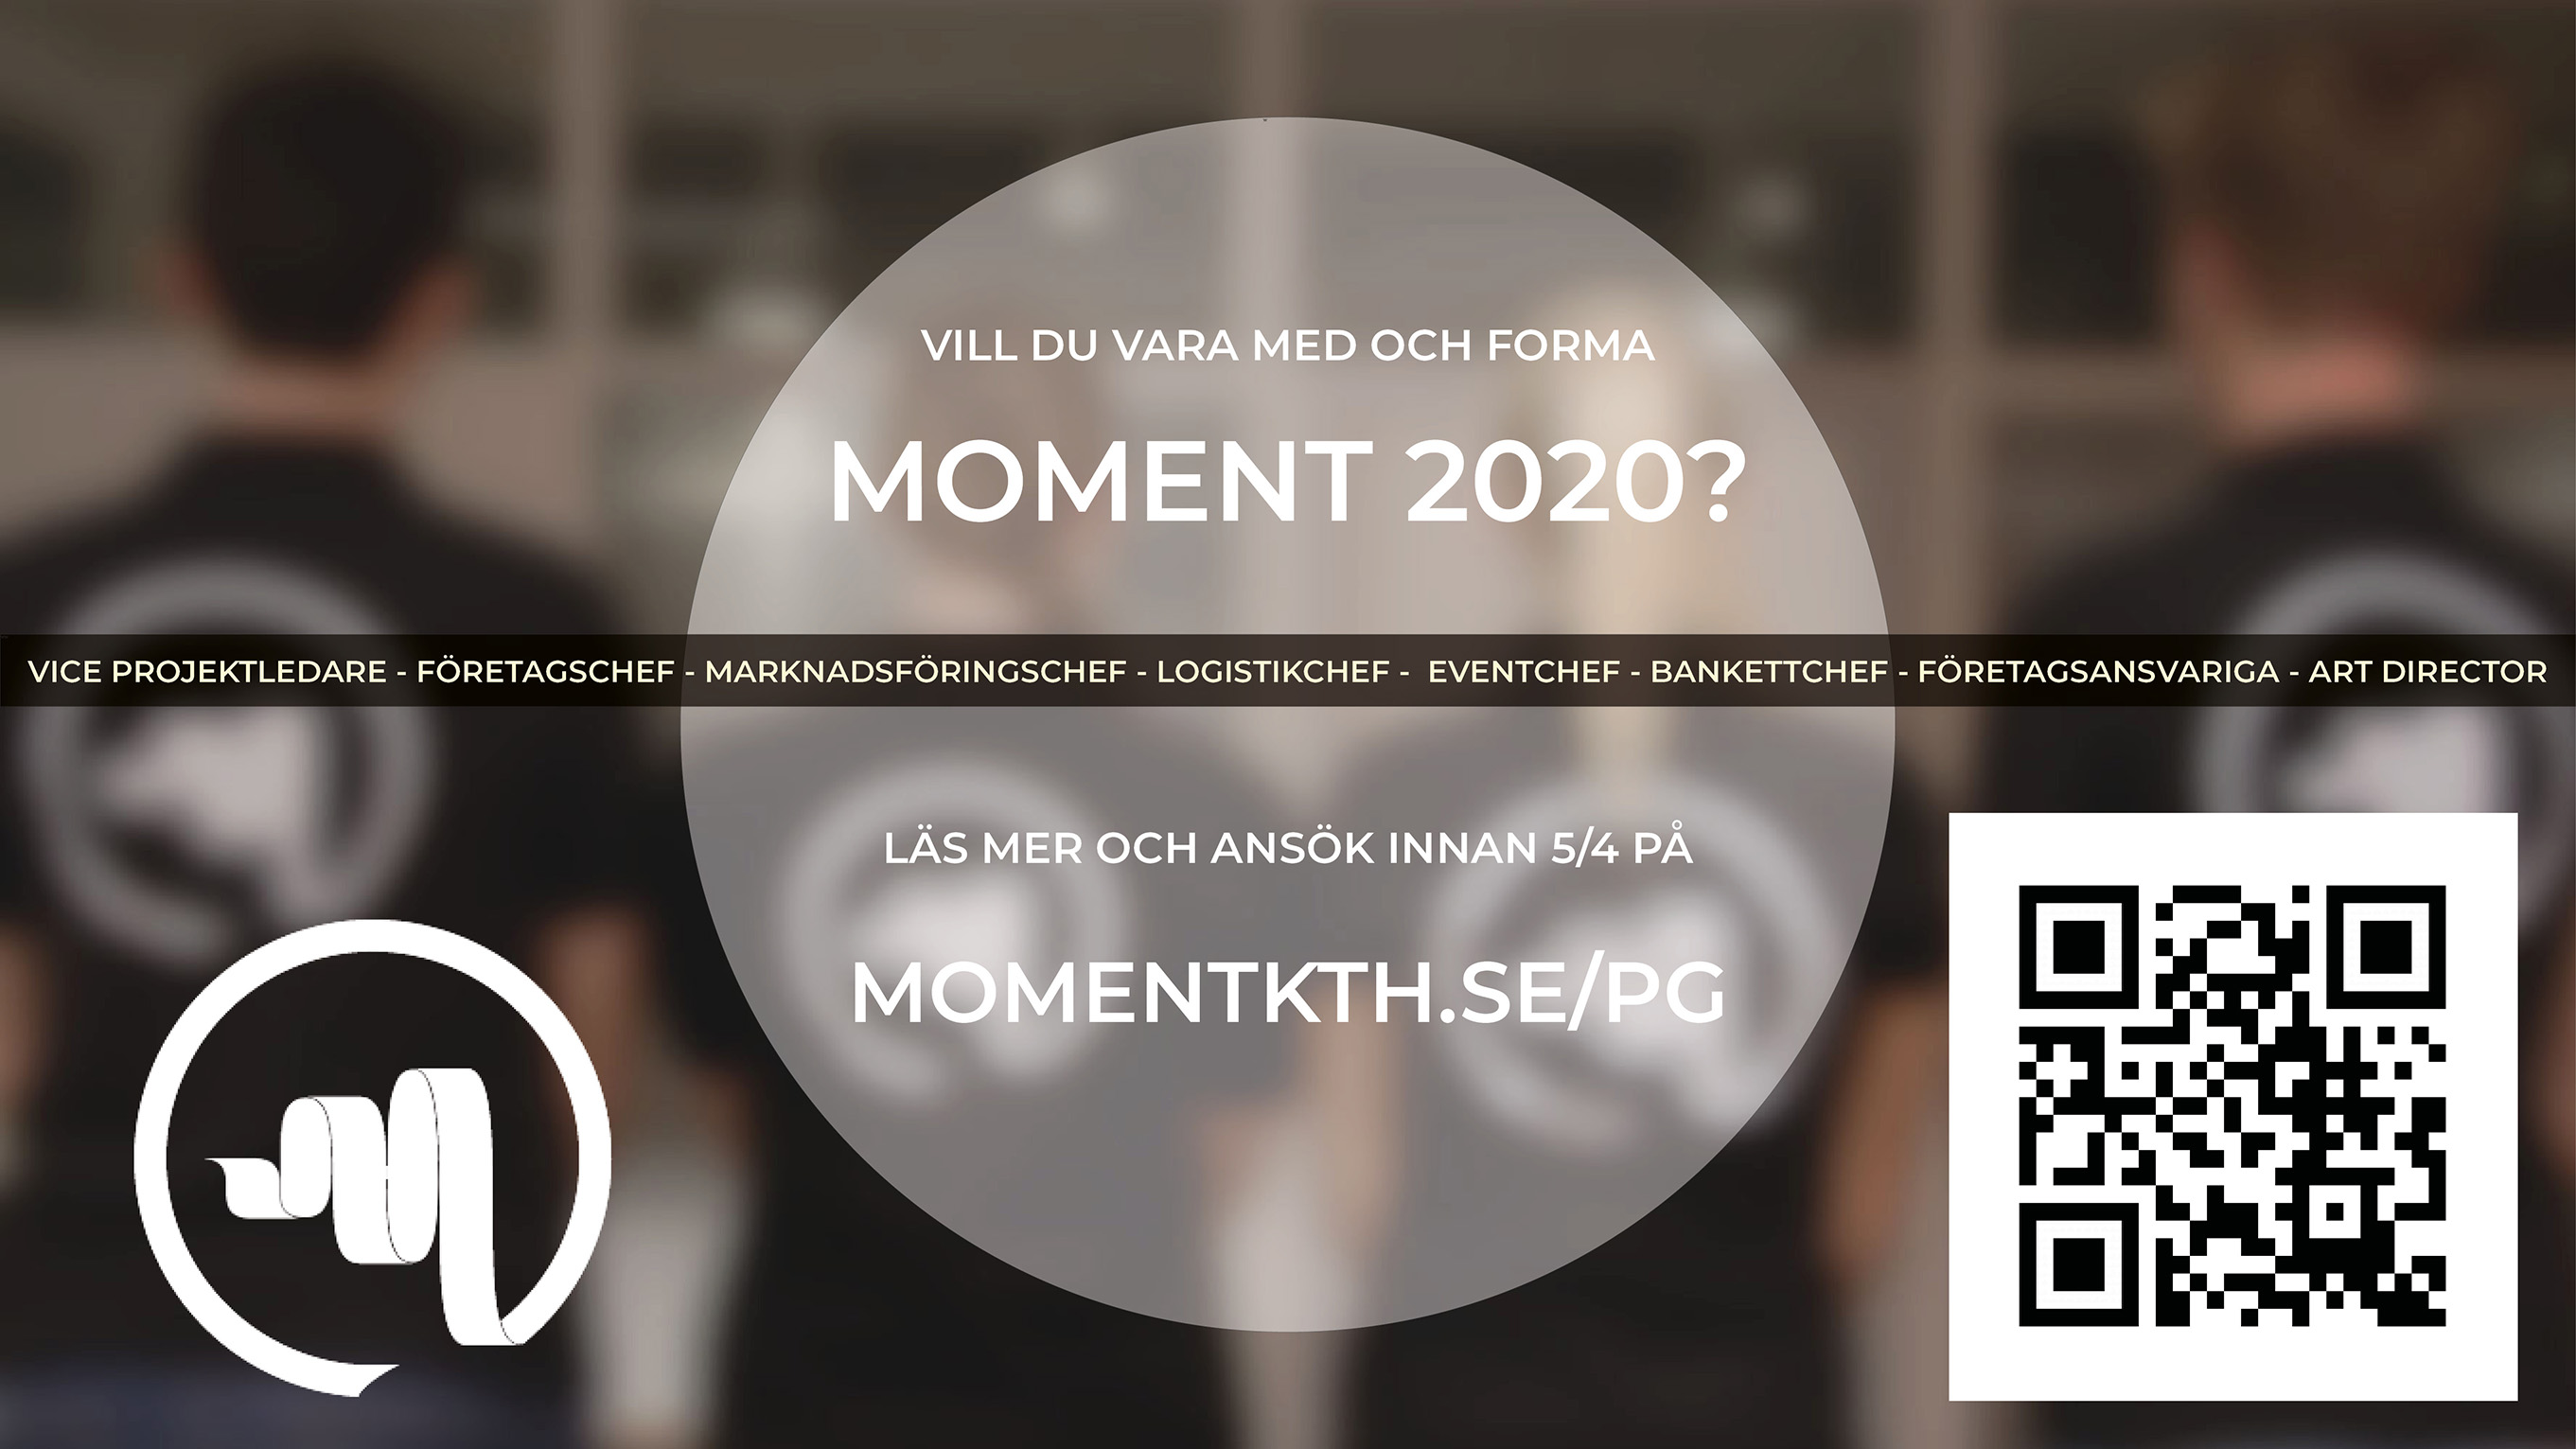 VILL DU VARA MED OCH FORMA
MOMENT 2020?
VICE PROJEKTLEDARE - FÖRETAGSCHEF - MARKNADSFÖRINGSCHEF - LOGISTIKCHEF - EVENTCHEF - BANKETTCHEF - FÖRETAGSANSVARIGA - ART DIRECTOR
LÄS MER OCH ANSÖK INNAN 5/4 PÅ
MOMENTKTH.SE/PG